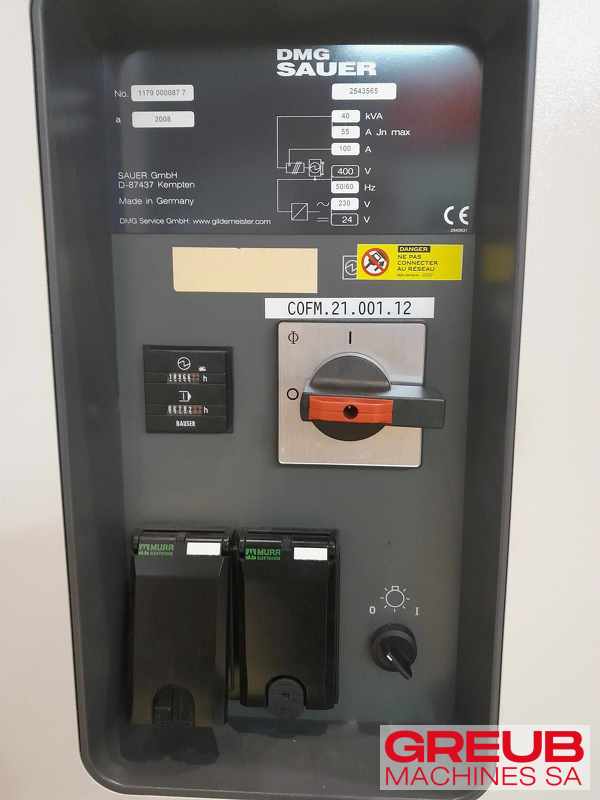 DMG
SAUER
No. 1179 000087 7
2543565
a 2008
40 kVA
55 A Jn max
100 A
400 V
50/60 Hz
230 V
24 V
SAUER GmbH
D-87437 Kempten
Made in Germany
DMG Service GmbH: www.gildemeister.com
CE
DANGER
NE PAS
CONNECTER
AU RÉSEAU
COFM.21.001.12
I
O
h
h
BAUSER
MURR
ELEKTRONIK
MURR
ELEKTRONIK
0 I
GREUB
MACHINES SA